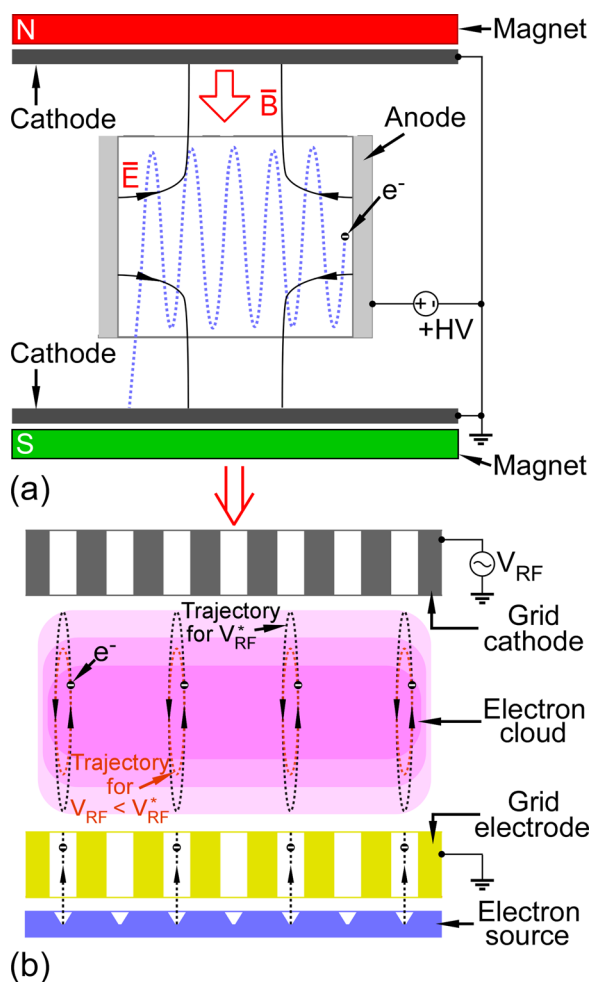 N
Magnet
Cathode
B̅
Anode
E̅
e⁻
+ -
+HV
Cathode
S
Magnet
(a)
V_RF
Trajectory
for V*_RF
Grid
cathode
e⁻
Electron
cloud
Trajectory
for
V_RF < V*_RF
Grid
electrode
Electron
source
(b)